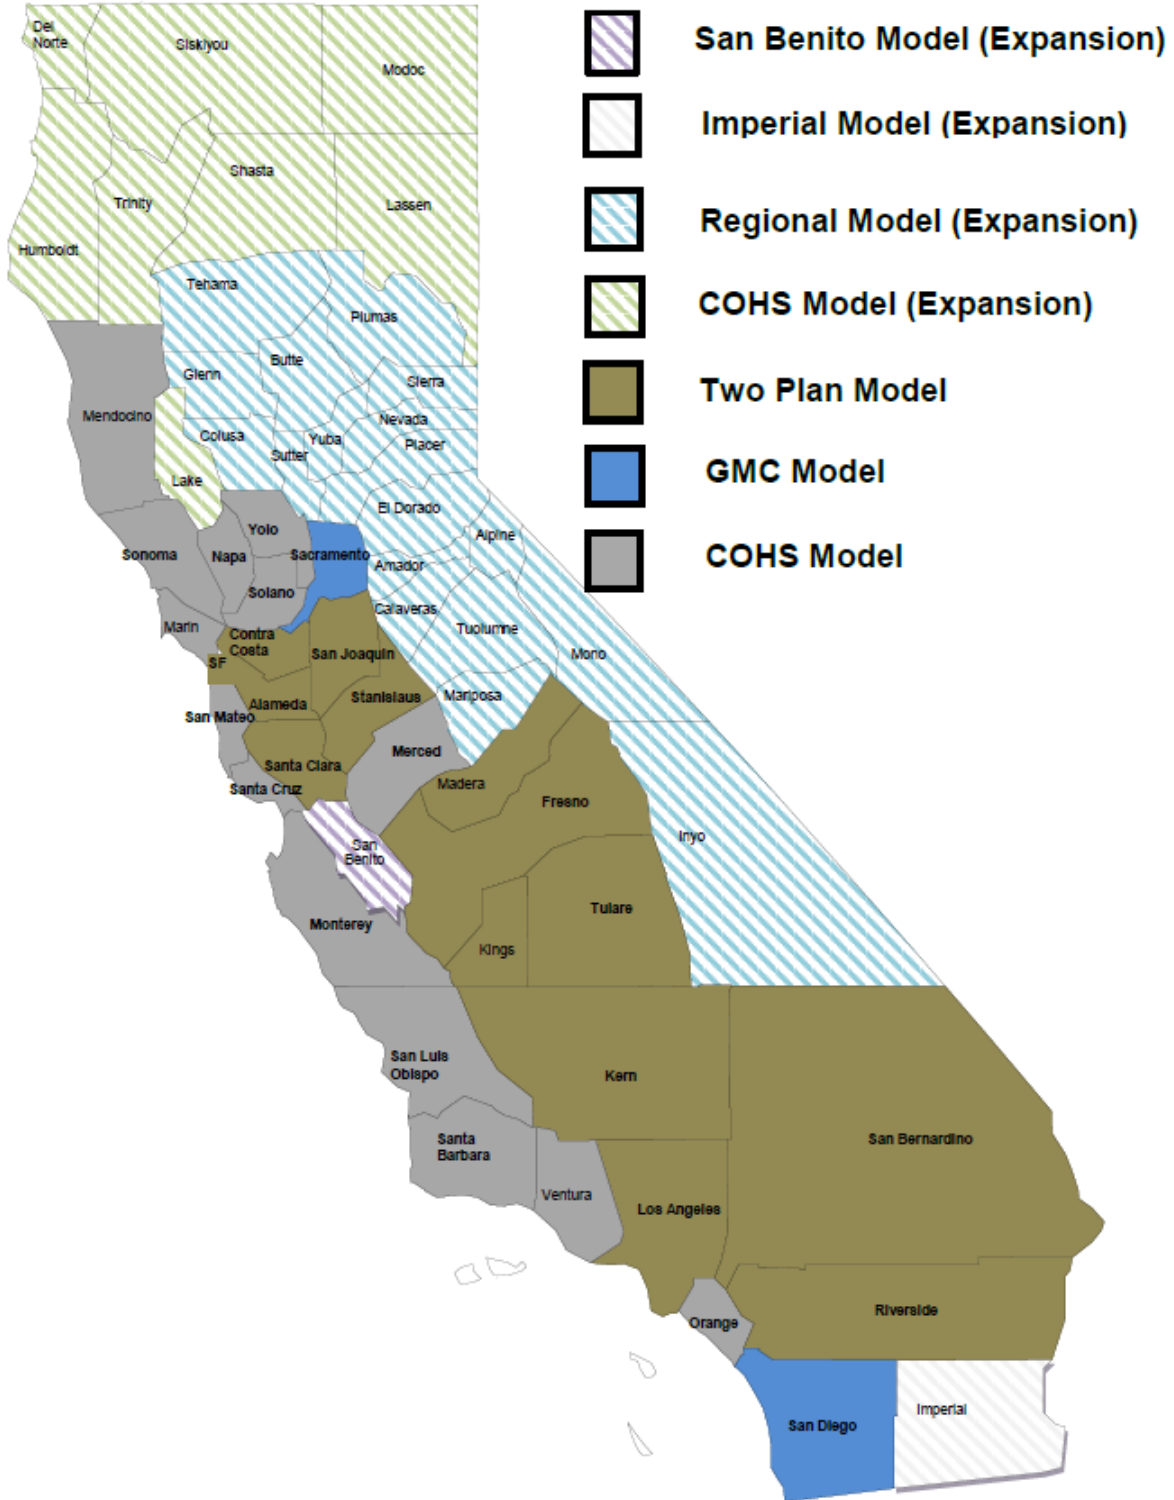 San Benito Model (Expansion)
Imperial Model (Expansion)
Regional Model (Expansion)
COHS Model (Expansion)
Two Plan Model
GMC Model
COHS Model
Del
Norte
Siskiyou
Modoc
Shasta
Trinity
Lassen
Humboldt
Tehama
Plumas
Butte
Glenn
Sierra
Mendocino
Nevada
Colusa
Yuba
Placer
Sutter
Lake
El Dorado
Yolo
Alpine
Sonoma
Napa
Sacramento
Amador
Solano
Calaveras
Marin
Contra
Costa
Tuolumne
San Joaquin
Mono
SF
Stanislaus
Mariposa
Alameda
San Mateo
Merced
Santa Clara
Madera
Santa Cruz
Fresno
Inyo
San
Benito
Tulare
Monterey
Kings
San Luis
Obispo
Kern
San Bernardino
Santa
Barbara
Ventura
Los Angeles
Riverside
Orange
Imperial
San Diego